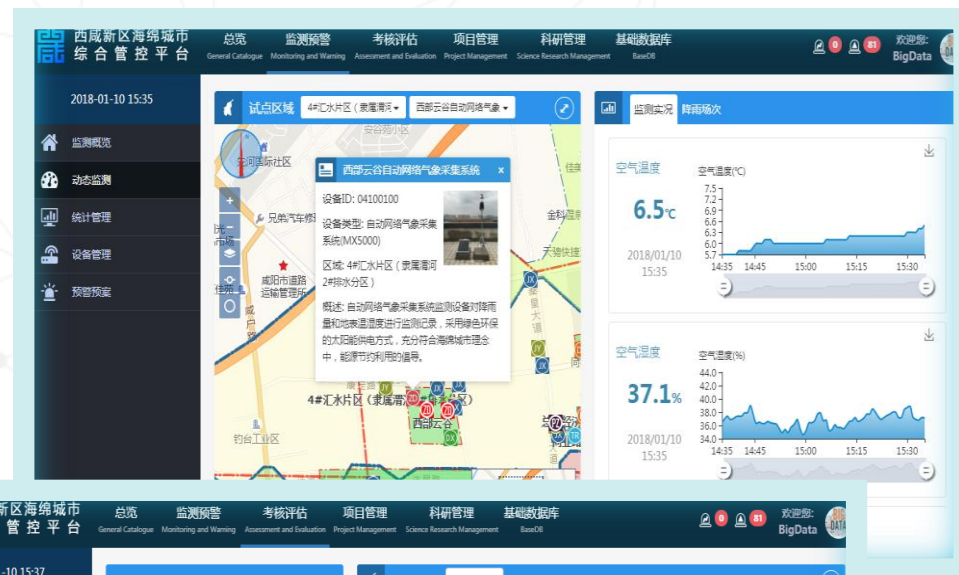 西咸新区海绵城市
综合管控平台
总览 监测预警 考核评估 项目管理 科研管理 基础数据库
General Catalogue Monitoring and Warning Assessment and Evaluation Project Management Science Research Management BaseDB
0 81 欢迎您:
BigData
2018-01-10 15:35
监测概览
动态监测
统计管理
设备管理
预警预案
试点区域 4#汇水片区(隶属渭河 西部云谷自动网络气象
监测实况 降雨场次
西部云谷自动网络气象采集系统 x
设备ID: 04100100
设备类型: 自动网络气象采集
系统(MX5000)
区域: 4#汇水片区(隶属渭河
2#排水分区)
概述: 自动网络气象采集系统监测设备对降雨
量和地表温湿度进行监测记录,采用绿色环保
的太阳能供电方式,充分符合海绵城市理念
中,能源节约利用的倡导。
国际社区
兄弟汽车修
咸阳市道路
运输管理所
4#汇水片区(隶属渭
西部云谷
钓台工业区
空气温度 空气温度(℃)
6.5℃
2018/01/10
15:35
7.5
7.2
6.9
6.6
6.3
6.0
5.7
14:35 14:45 15:00 15:15 15:30
空气湿度 空气湿度(%)
37.1%
2018/01/10
15:35
44.0
42.0
40.0
38.0
36.0
34.0
14:35 14:45 15:00 15:15 15:30
新区海绵城市
管控平台
总览 监测预警 考核评估 项目管理 科研管理 基础数据库
General Catalogue Monitoring and Warning Assessment and Evaluation Project Management Science Research Management BaseDB
0 81 欢迎您:
BigData
-10 15:37